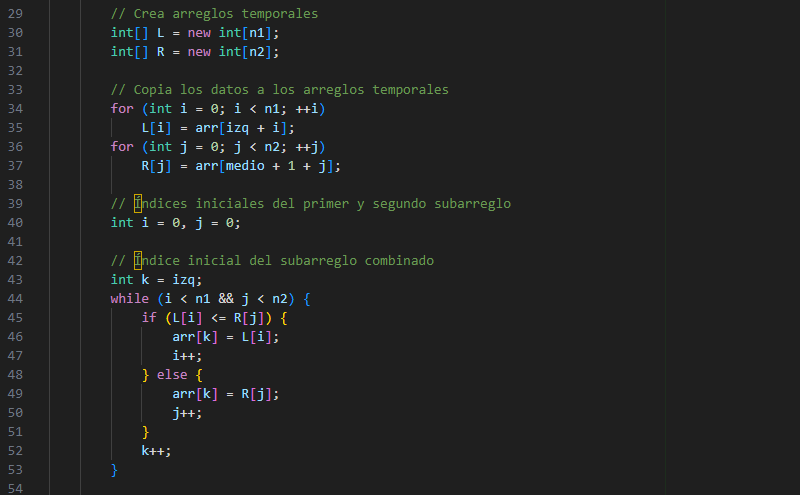 29 // Crea arreglos temporales
30 int[] L = new int[n1];
31 int[] R = new int[n2];
32
33 // Copia los datos a los arreglos temporales
34 for (int i = 0; i < n1; ++i)
35 L[i] = arr[izq + i];
36 for (int j = 0; j < n2; ++j)
37 R[j] = arr[medio + 1 + j];
38
39 // Índices iniciales del primer y segundo subarreglo
40 int i = 0, j = 0;
41
42 // Índice inicial del subarreglo combinado
43 int k = izq;
44 while (i < n1 && j < n2) {
45 if (L[i] <= R[j]) {
46 arr[k] = L[i];
47 i++;
48 } else {
49 arr[k] = R[j];
50 j++;
51 }
52 k++;
53 }
54